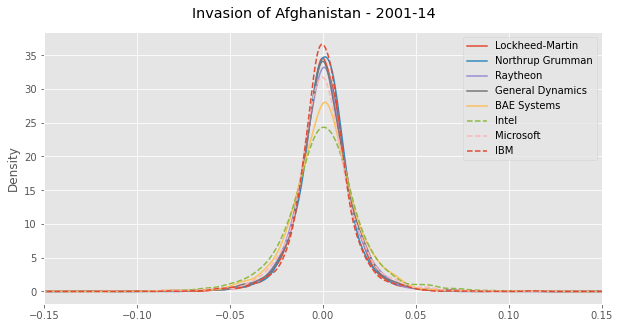 Invasion of Afghanistan - 2001-14
Density
35
30
25
20
15
10
5
0
−0.15
−0.10
−0.05
0.00
0.05
0.10
0.15
Lockheed-Martin
Northrup Grumman
Raytheon
General Dynamics
BAE Systems
Intel
Microsoft
IBM